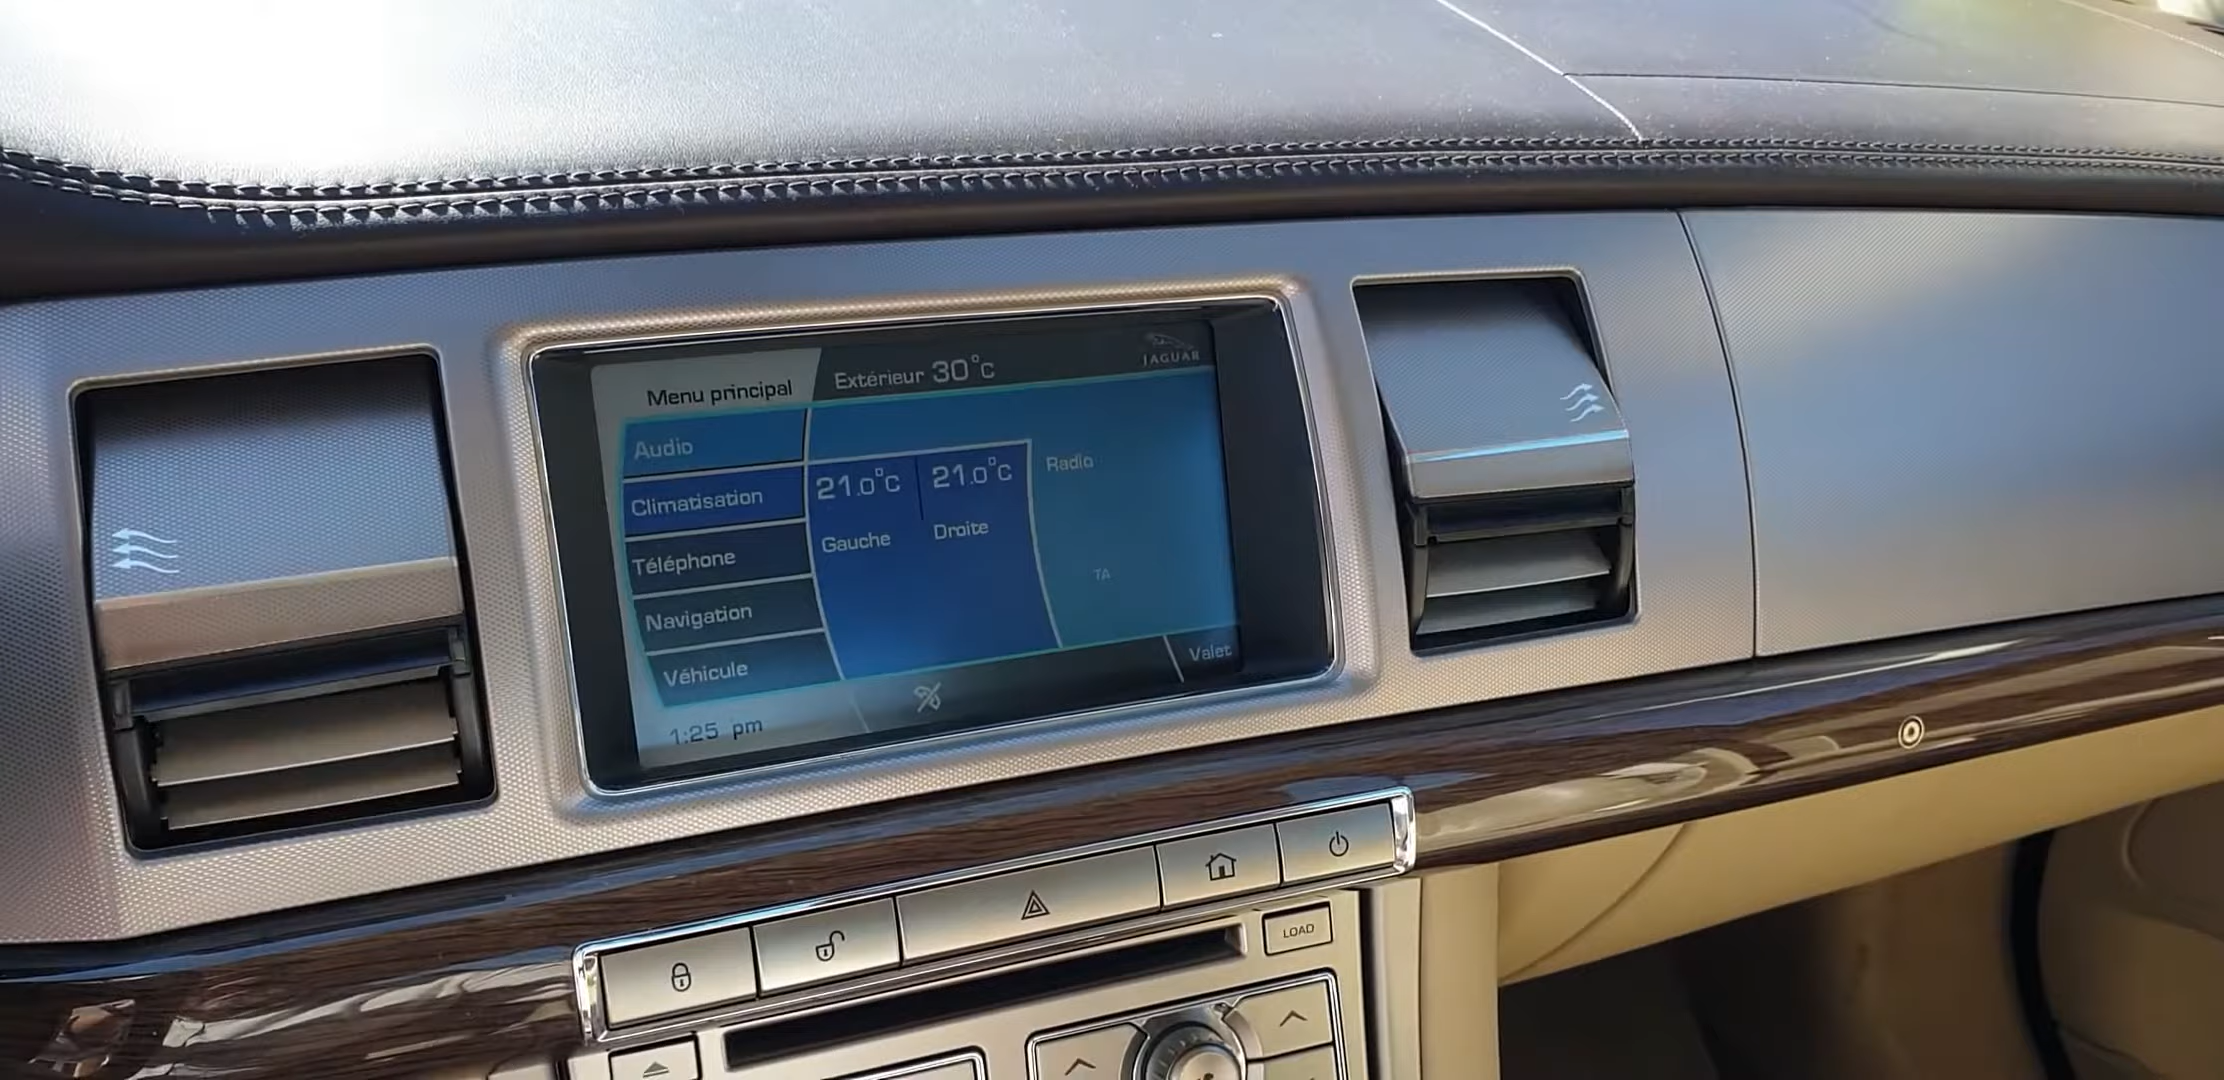 Menu principal
Extérieur 30°C
JAGUAR
Audio
Climatisation
21.0°C
21.0°C
Radio
Gauche
Droite
Téléphone
TA
Navigation
Véhicule
Valet
1:25 pm
LOAD